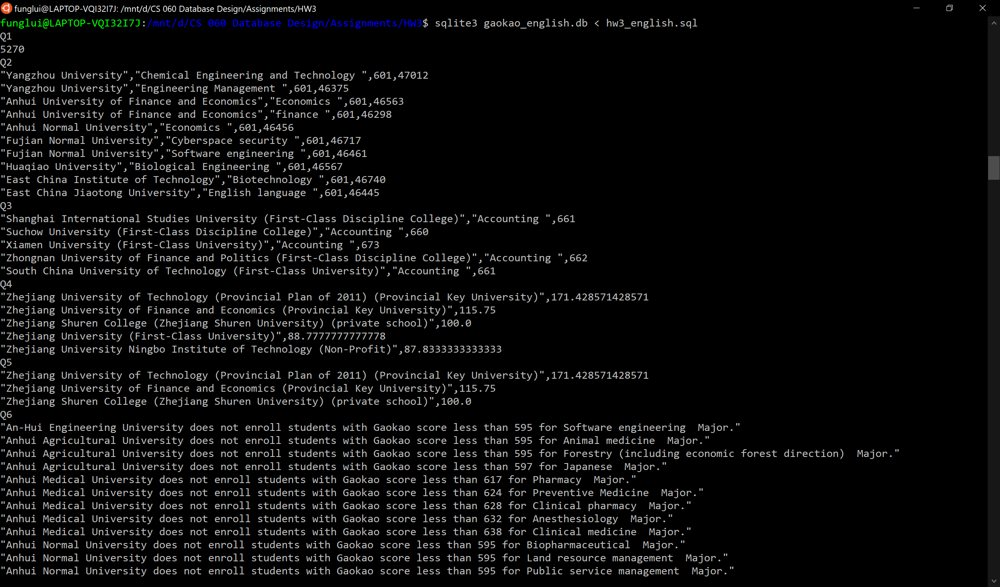 funglui@LAPTOP-VQI32I7J: /mnt/d/CS 060 Database Design/Assignments/HW3
funglui@LAPTOP-VQI32I7J:/mnt/d/CS 060 Database Design/Assignments/HW3$ sqlite3 gaokao_english.db < hw3_english.sql
Q1
5270
Q2
"Yangzhou University","Chemical Engineering and Technology ",601,47012
"Yangzhou University","Engineering Management ",601,46375
"Anhui University of Finance and Economics","Economics ",601,46563
"Anhui University of Finance and Economics","finance ",601,46298
"Anhui Normal University","Economics ",601,46456
"Fujian Normal University","Cyberspace security ",601,46717
"Fujian Normal University","Software engineering ",601,46461
"Huaqiao University","Biological Engineering ",601,46567
"East China Institute of Technology","Biotechnology ",601,46740
"East China Jiaotong University","English language ",601,46445
Q3
"Shanghai International Studies University (First-Class Discipline College)","Accounting ",661
"Suchow University (First-Class Discipline College)","Accounting ",660
"Xiamen University (First-Class University)","Accounting ",673
"Zhongnan University of Finance and Politics (First-Class Discipline College)","Accounting ",662
"South China University of Technology (First-Class University)","Accounting ",661
Q4
"Zhejiang University of Technology (Provincial Plan of 2011) (Provincial Key University)",171.428571428571
"Zhejiang University of Finance and Economics (Provincial Key University)",115.75
"Zhejiang Shuren College (Zhejiang Shuren University) (private school)",100.0
"Zhejiang University (First-Class University)",88.7777777777778
"Zhejiang University Ningbo Institute of Technology (Non-Profit)",87.8333333333333
Q5
"Zhejiang University of Technology (Provincial Plan of 2011) (Provincial Key University)",171.428571428571
"Zhejiang University of Finance and Economics (Provincial Key University)",115.75
"Zhejiang Shuren College (Zhejiang Shuren University) (private school)",100.0
Q6
"An-Hui Engineering University does not enroll students with Gaokao score less than 595 for Software engineering  Major."
"Anhui Agricultural University does not enroll students with Gaokao score less than 595 for Animal medicine  Major."
"Anhui Agricultural University does not enroll students with Gaokao score less than 595 for Forestry (including economic forest direction)  Major."
"Anhui Agricultural University does not enroll students with Gaokao score less than 597 for Japanese  Major."
"Anhui Medical University does not enroll students with Gaokao score less than 617 for Pharmacy  Major."
"Anhui Medical University does not enroll students with Gaokao score less than 624 for Preventive Medicine  Major."
"Anhui Medical University does not enroll students with Gaokao score less than 628 for Clinical pharmacy  Major."
"Anhui Medical University does not enroll students with Gaokao score less than 632 for Anesthesiology  Major."
"Anhui Medical University does not enroll students with Gaokao score less than 638 for Clinical medicine  Major."
"Anhui Normal University does not enroll students with Gaokao score less than 595 for Biopharmaceutical  Major."
"Anhui Normal University does not enroll students with Gaokao score less than 595 for Land resource management  Major."
"Anhui Normal University does not enroll students with Gaokao score less than 595 for Public service management  Major."